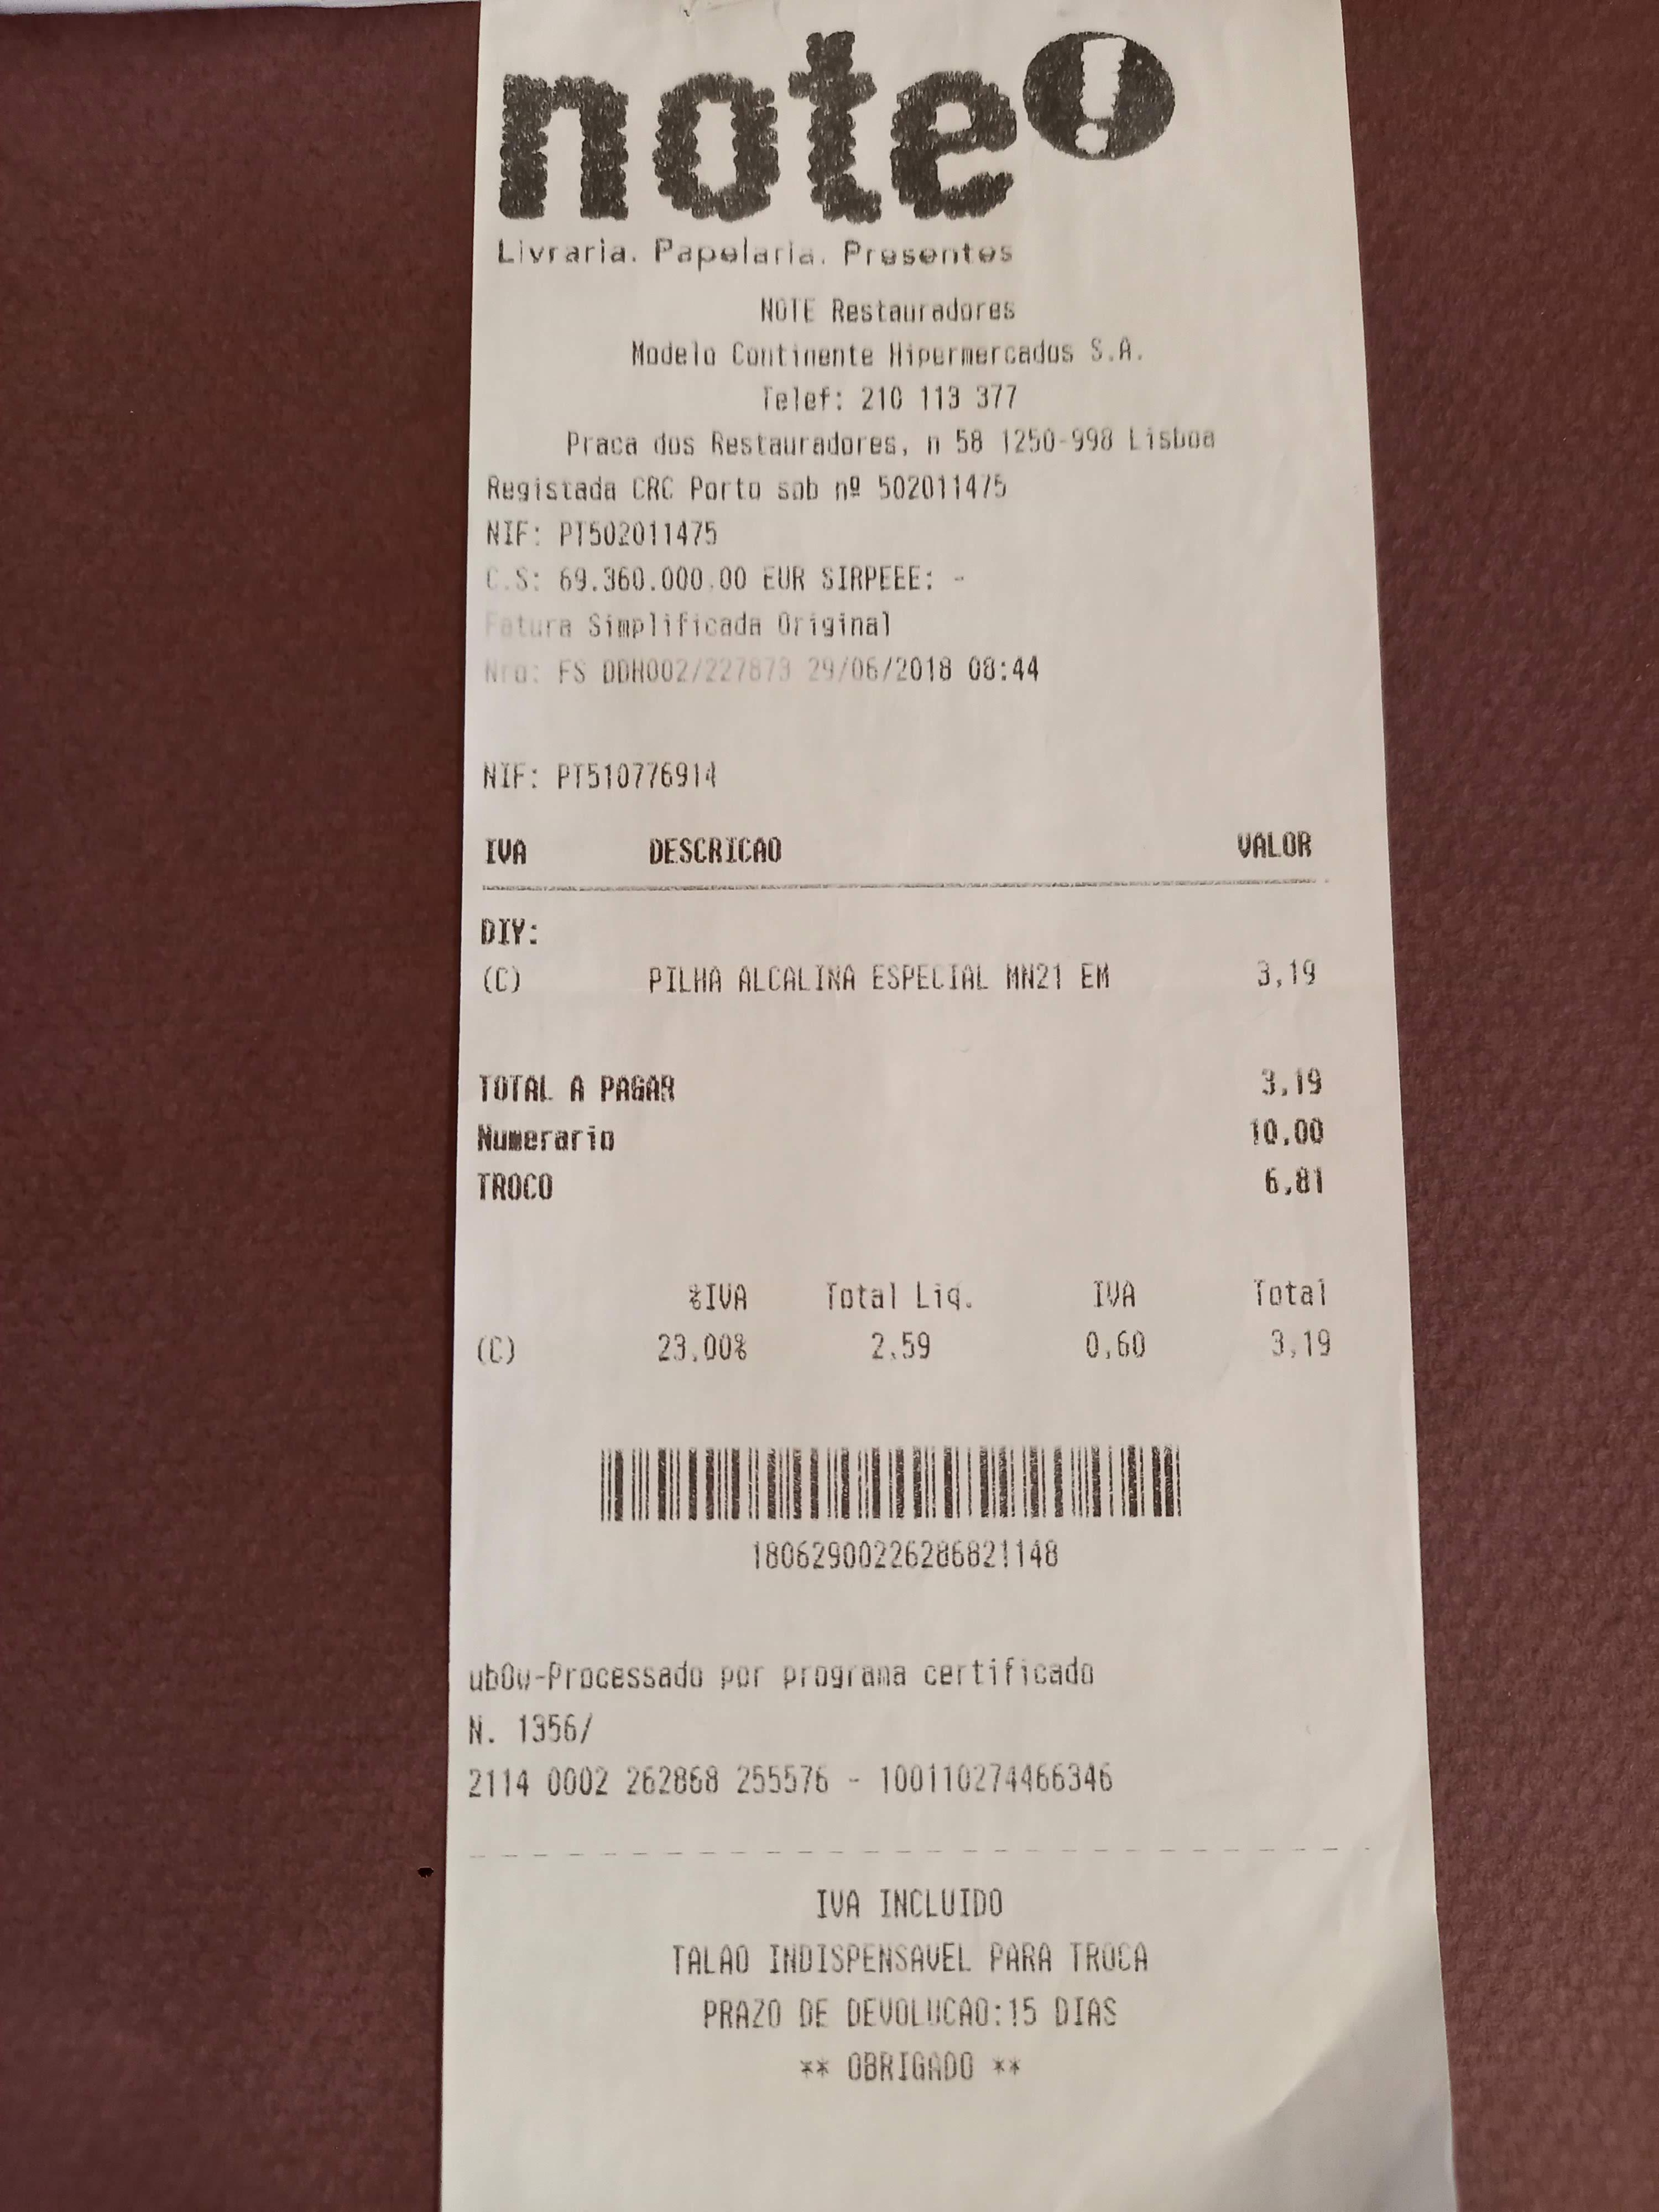 note!
Livraria. Papelaria. Presentes
NOTE Restauradores
Modelo Continente Hipermercados S.A.
Telef: 210 113 377
Praca dos Restauradores, n 58 1250-998 Lisboa
Registada CRC Porto sob nº 502011475
NIF: PT502011475
C.S: 69.360.000.00 EUR SIRPEEE: -
Fatura Simplificada Original
Nro: FS DDH002/227873 29/06/2018 08:44
NIF: PT510776914
IVA DESCRICAO VALOR
DIY:
(C) PILHA ALCALINA ESPECIAL MN21 EM 3,19
TOTAL A PAGAR 3,19
Numerario 10,00
TROCO 6,81
%IVA Total Liq. IVA Total
(C) 23,00% 2,59 0,60 3,19
18062900226286821148
ubOw-Processado por programa certificado
N. 1356/
2114 0002 262868 255576 - 100110274466346
IVA INCLUIDO
TALAO INDISPENSAVEL PARA TROCA
PRAZO DE DEVOLUCAO:15 DIAS
** OBRIGADO **